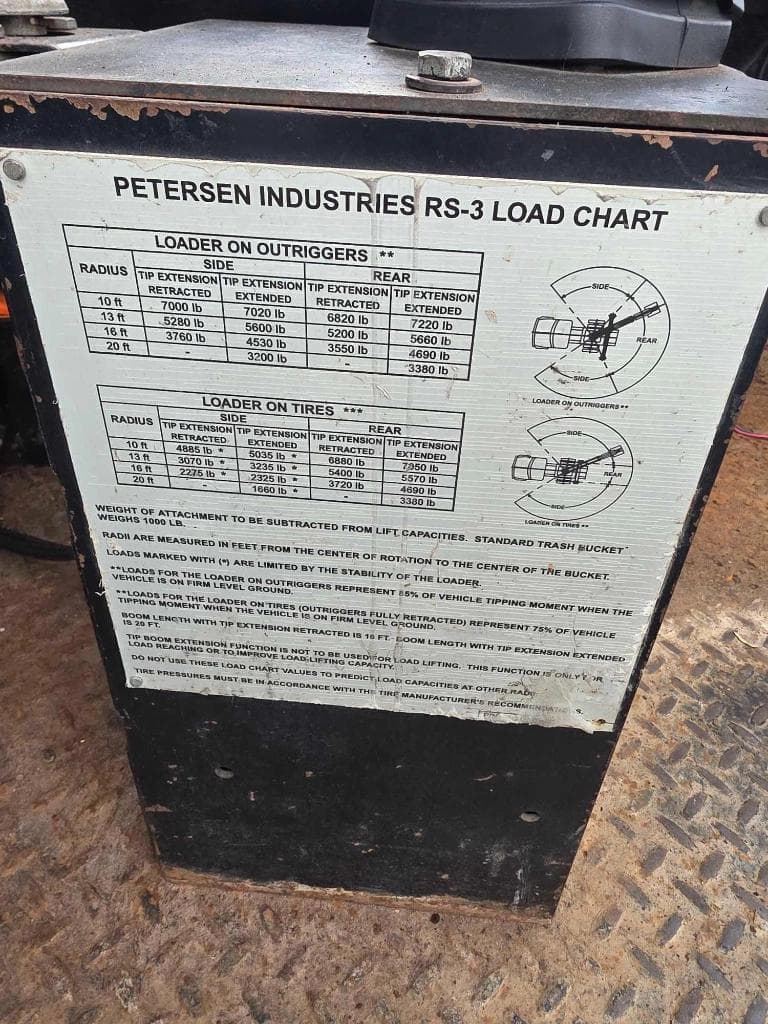 PETERSEN INDUSTRIES RS-3 LOAD CHART
LOADER ON OUTRIGGERS **
RADIUS SIDE REAR
TIP EXTENSION RETRACTED TIP EXTENSION EXTENDED TIP EXTENSION RETRACTED TIP EXTENSION EXTENDED
10 ft 7000 lb 7020 lb 6820 lb 7220 lb
13 ft 5280 lb 5600 lb 5200 lb 5660 lb
16 ft 3760 lb 4530 lb 3550 lb 4690 lb
20 ft - 3200 lb - 3380 lb
SIDE
REAR
SIDE
LOADER ON OUTRIGGERS **
LOADER ON TIRES ***
RADIUS SIDE REAR
TIP EXTENSION RETRACTED TIP EXTENSION EXTENDED TIP EXTENSION RETRACTED TIP EXTENSION EXTENDED
10 ft 4885 lb * 5035 lb * 6880 lb 7050 lb
13 ft 3070 lb * 3235 lb * 5400 lb 5570 lb
16 ft 2275 lb * 2325 lb * 3720 lb 4690 lb
20 ft - 1660 lb * - 3380 lb
SIDE
REAR
SIDE
LOADER ON TIRES **
WEIGHT OF ATTACHMENT TO BE SUBTRACTED FROM LIFT CAPACITIES. STANDARD TRASH BUCKET
WEIGHS 1000 LB.
RADII ARE MEASURED IN FEET FROM THE CENTER OF ROTATION TO THE CENTER OF THE BUCKET.
LOADS MARKED WITH (*) ARE LIMITED BY THE STABILITY OF THE LOADER.
**LOADS FOR THE LOADER ON OUTRIGGERS REPRESENT 85% OF VEHICLE TIPPING MOMENT WHEN THE
VEHICLE IS ON FIRM LEVEL GROUND.
**LOADS FOR THE LOADER ON TIRES (OUTRIGGERS FULLY RETRACTED) REPRESENT 75% OF VEHICLE
TIPPING MOMENT WHEN THE VEHICLE IS ON FIRM LEVEL GROUND.
BOOM LENGTH WITH TIP EXTENSION RETRACTED IS 16 FT. BOOM LENGTH WITH TIP EXTENSION EXTENDED
IS 20 FT.
TIP BOOM EXTENSION FUNCTION IS NOT TO BE USED FOR LOAD LIFTING. THIS FUNCTION IS ONLY FOR
LOAD REACHING OR TO IMPROVE LOAD LIFTING CAPACITY.
DO NOT USE THESE LOAD CHART VALUES TO PREDICT LOAD CAPACITIES AT OTHER RADII
TIRE PRESSURES MUST BE IN ACCORDANCE WITH THE TIRE MANUFACTURER'S RECOMMENDATIONS.